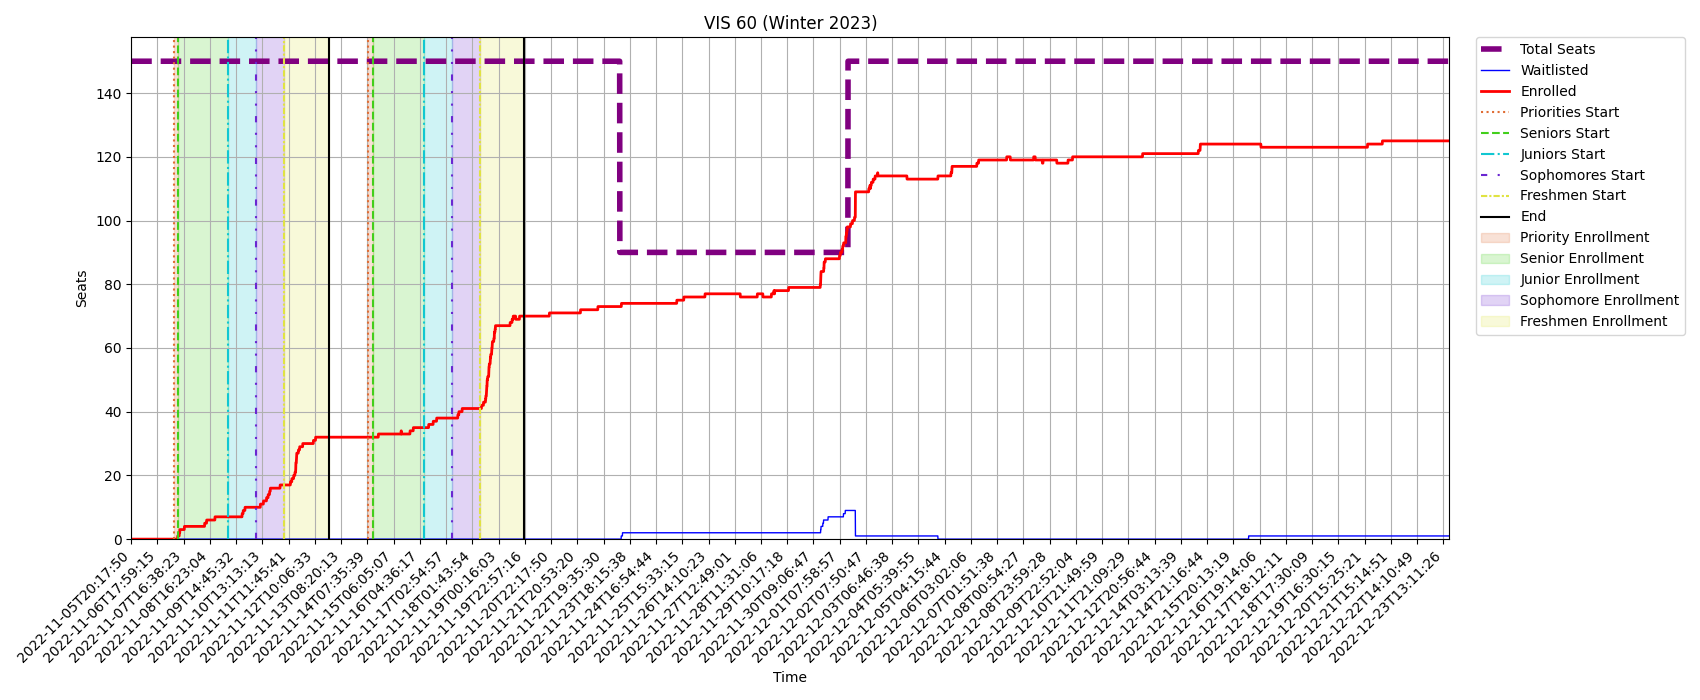 VIS 60 (Winter 2023)
Seats
140
120
100
80
60
40
20
0
2022-11-05T20:17:50
2022-11-06T17:59:15
2022-11-07T16:38:23
2022-11-08T16:23:04
2022-11-09T14:45:32
2022-11-10T13:13:13
2022-11-11T11:45:41
2022-11-12T10:06:33
2022-11-13T08:20:13
2022-11-14T07:35:39
2022-11-15T06:05:07
2022-11-16T04:36:17
2022-11-17T02:54:57
2022-11-18T01:43:54
2022-11-19T00:16:03
2022-11-19T22:57:16
2022-11-20T22:17:50
2022-11-21T20:53:20
2022-11-22T19:35:30
2022-11-23T18:15:38
2022-11-24T16:54:44
2022-11-25T15:33:15
2022-11-26T14:10:23
2022-11-27T12:49:01
2022-11-28T11:31:06
2022-11-29T10:17:18
2022-11-30T09:06:47
2022-12-01T07:58:57
2022-12-02T07:50:47
2022-12-03T06:46:38
2022-12-04T05:39:55
2022-12-05T04:15:44
2022-12-06T03:02:06
2022-12-07T01:51:38
2022-12-08T00:54:27
2022-12-08T23:59:28
2022-12-09T22:52:04
2022-12-10T21:49:59
2022-12-11T21:09:29
2022-12-12T20:56:44
2022-12-14T03:13:39
2022-12-14T21:16:44
2022-12-15T20:13:19
2022-12-16T19:14:06
2022-12-17T18:12:11
2022-12-18T17:30:09
2022-12-19T16:30:15
2022-12-20T15:25:21
2022-12-21T15:14:51
2022-12-22T14:10:49
2022-12-23T13:11:26
Time
Total Seats
Waitlisted
Enrolled
Priorities Start
Seniors Start
Juniors Start
Sophomores Start
Freshmen Start
End
Priority Enrollment
Senior Enrollment
Junior Enrollment
Sophomore Enrollment
Freshmen Enrollment